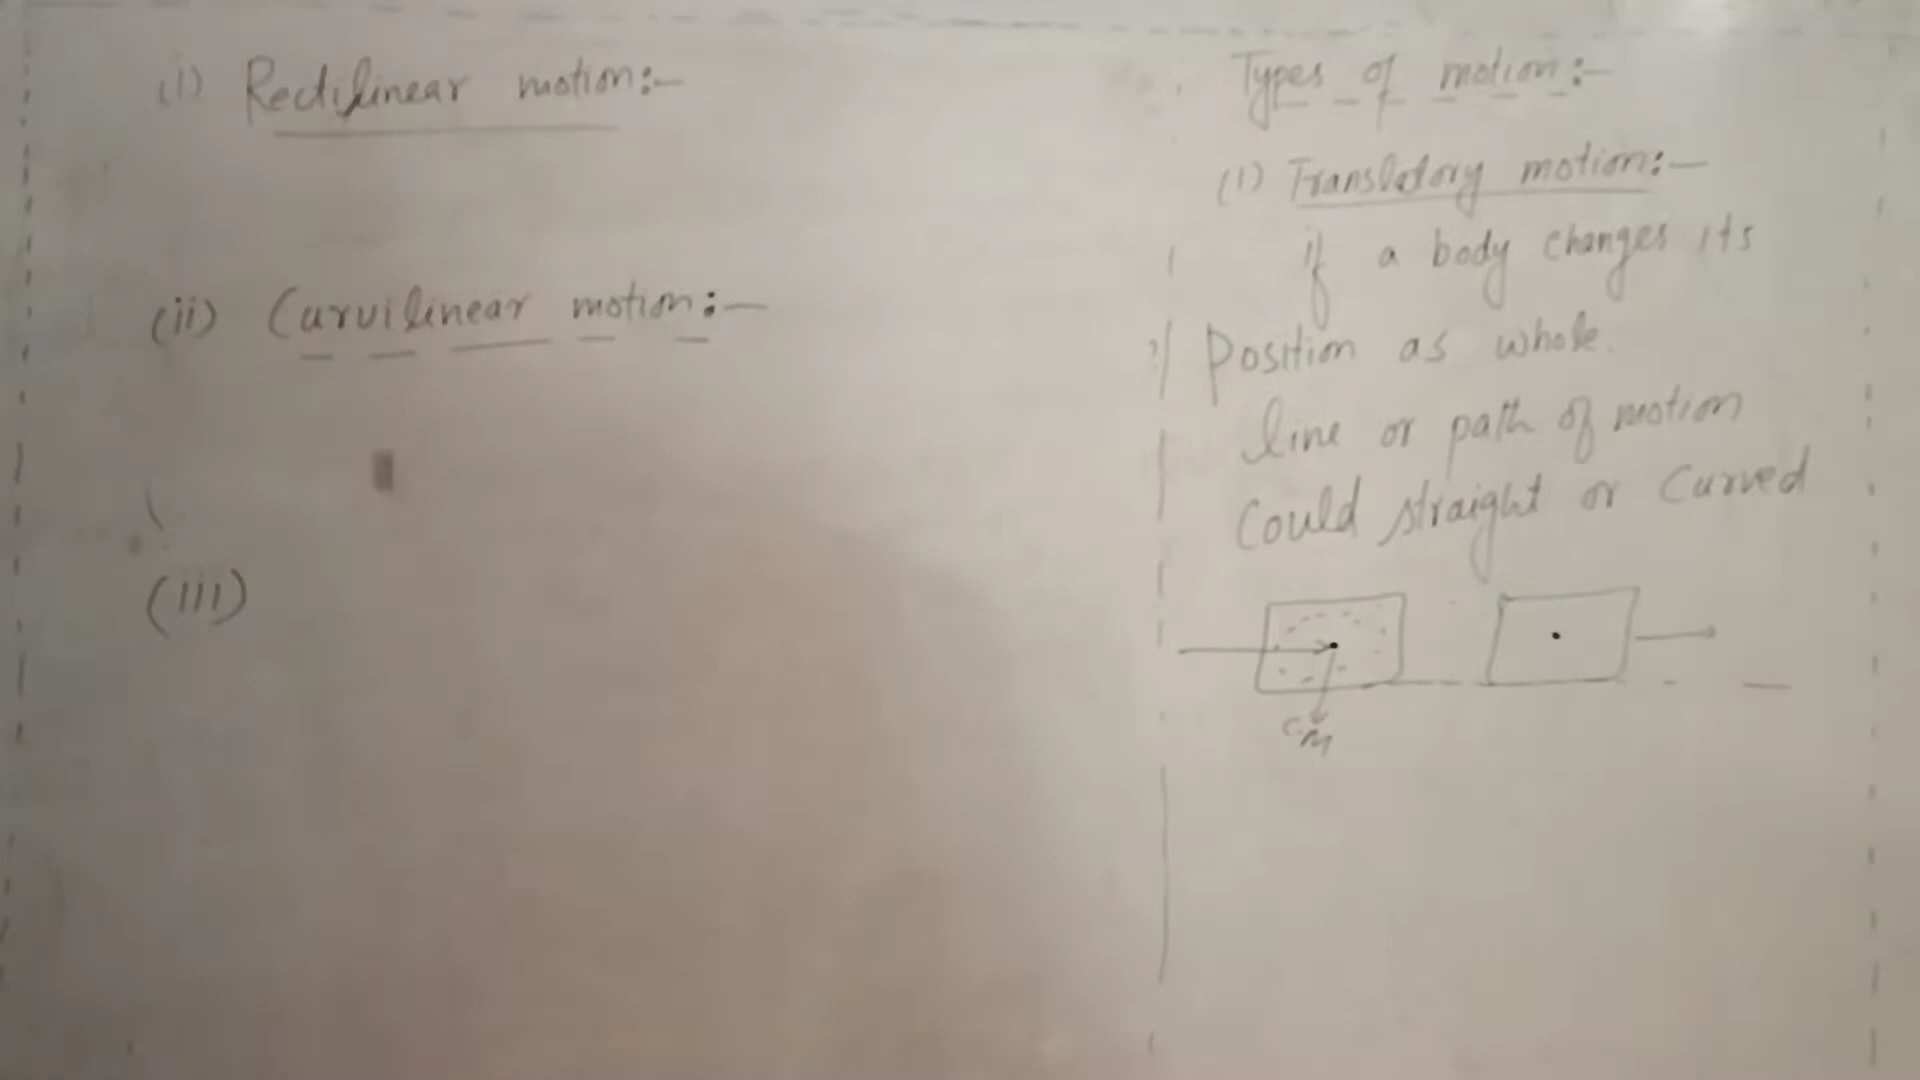 (i) Rectilinear motion:-
(ii) Curvilinear motion:-
(
(iii)
Types of motion:-
(1) Translatory motion:-
if a body changes its
Position as whole.
line or path of motion
Could straight or Curved
C.M